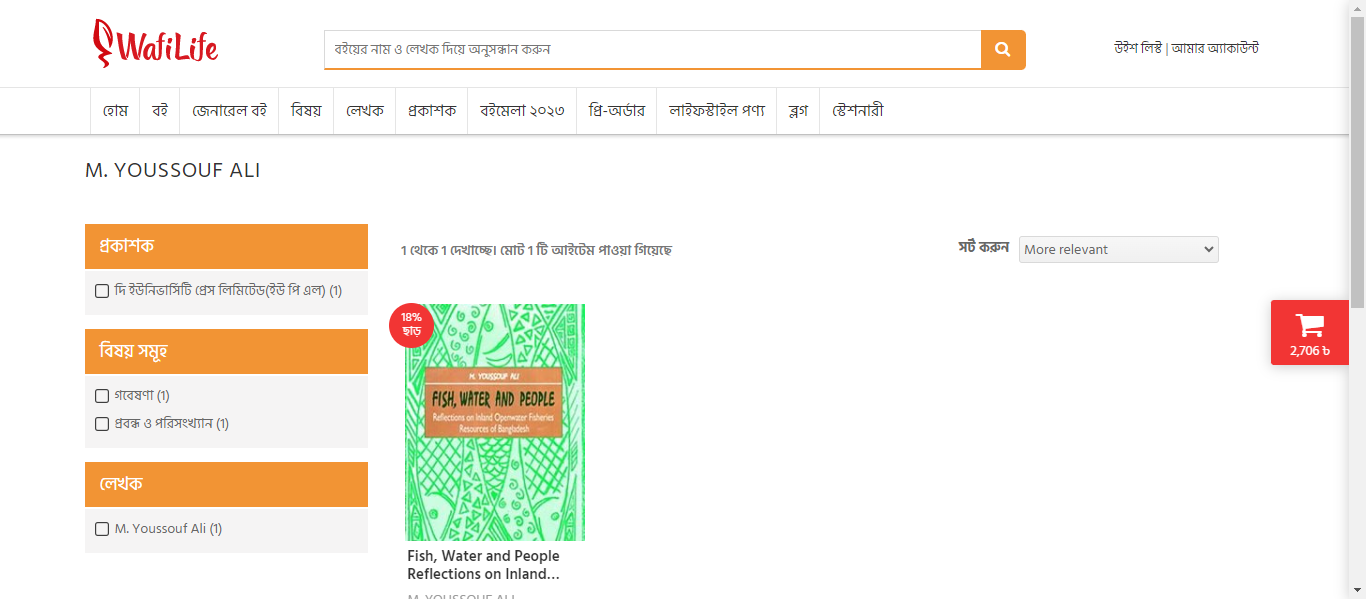 WafiLife
বইয়ের নাম ও লেখক দিয়ে অনুসন্ধান করুন
উইশ লিস্ট | আমার অ্যাকাউন্ট
হোম বই জেনারেল বই বিষয় লেখক প্রকাশক বইমেলা ২০২৩ প্রি-অর্ডার লাইফস্টাইল পণ্য ব্লগ স্টেশনারী
M. YOUSSOUF ALI
প্রকাশক
দি ইউনিভার্সিটি প্রেস লিমিটেড(ইউ পি এল) (1)
বিষয় সমূহ
গবেষণা (1)
প্রবন্ধ ও পরিসংখ্যান (1)
লেখক
M. Youssouf Ali (1)
1 থেকে 1 দেখাচ্ছে। মোট 1 টি আইটেম পাওয়া গিয়েছে
সর্ট করুন More relevant
18%
ছাড়
M. YOUSSOUF ALI
FISH, WATER AND PEOPLE
Reflections on Inland Openwater Fisheries
Resources of Bangladesh
Fish, Water and People
Reflections on Inland...
M. YOUSSOUF ALI
2,706 ৳